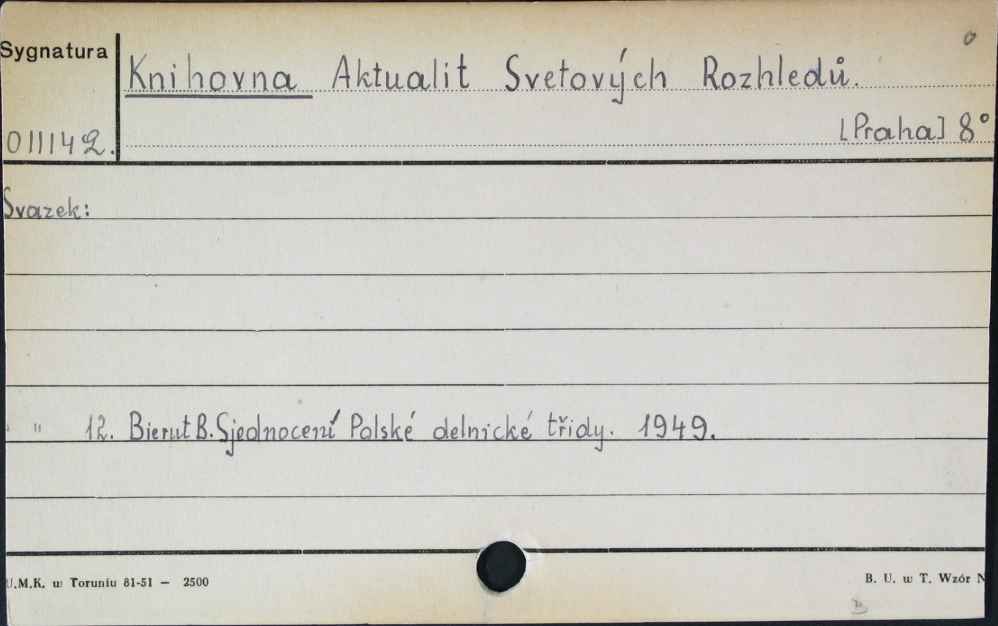 Sygnatura
Knihovna Aktualit Svetových Rozhledů.
011142.
[Praha] 8°
Svazek:
" 12. Bierut B. Sjednocení Polské delnické třidy. 1949.
U.M.K. w Toruniu 81-51 — 2500
B. U. w T. Wzór N